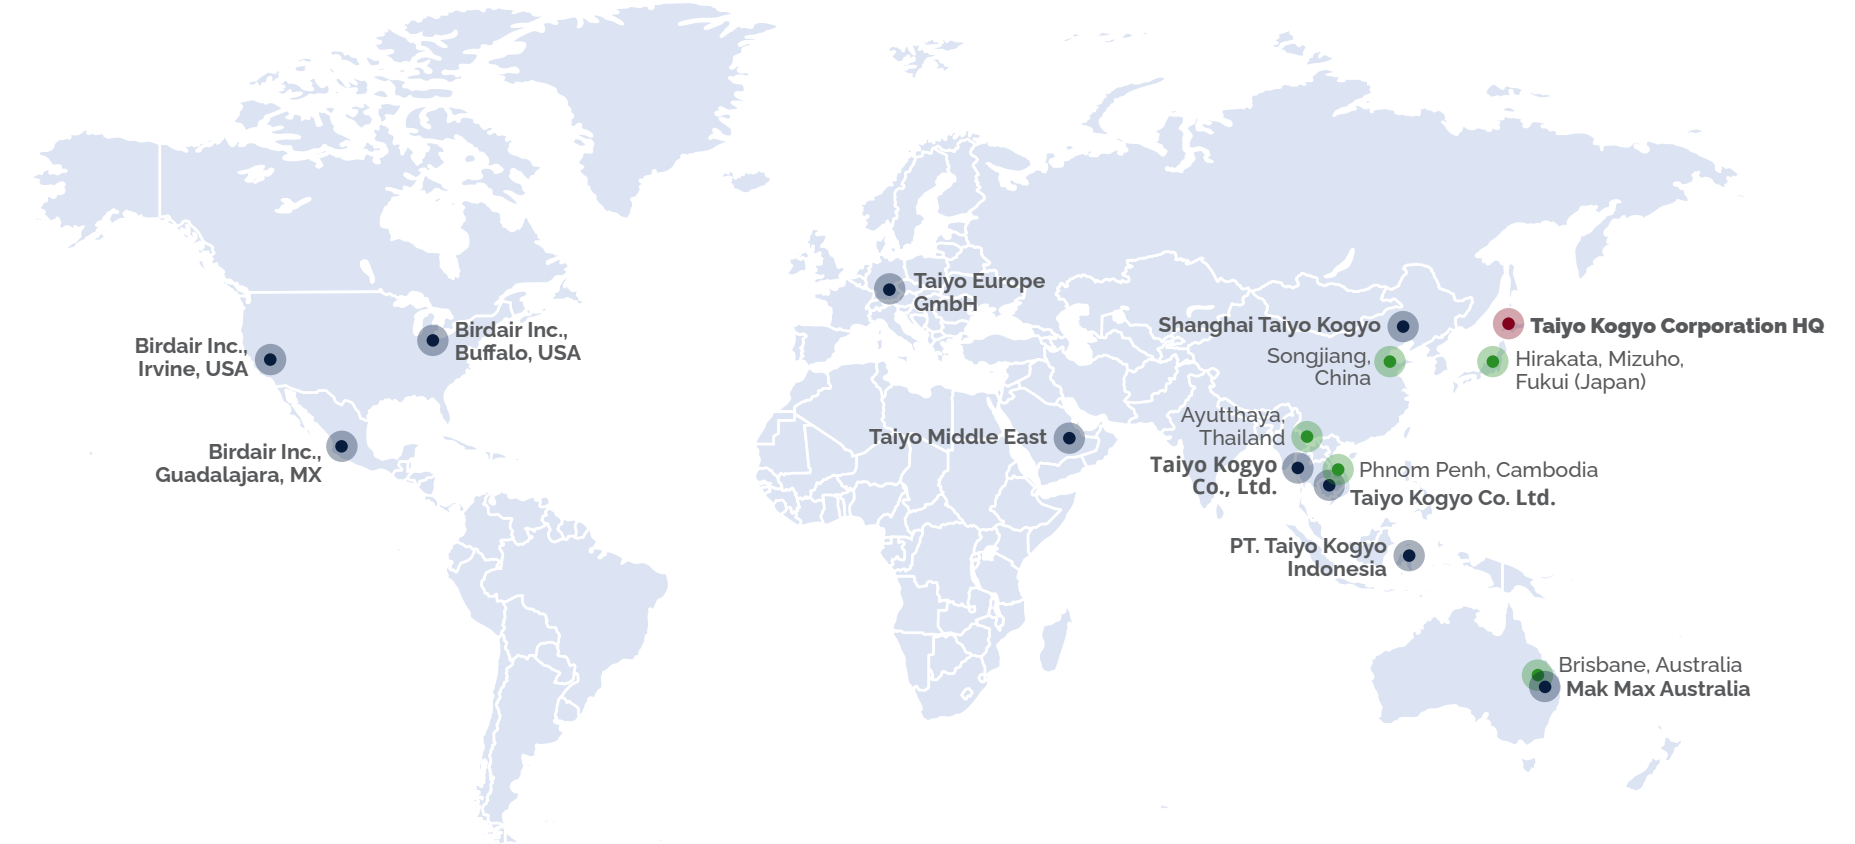 Taiyo Europe
GmbH
Birdair Inc.,
Buffalo, USA
Birdair Inc.,
Irvine, USA
Birdair Inc.,
Guadalajara, MX
Taiyo Middle East
Shanghai Taiyo Kogyo
Songjiang,
China
Taiyo Kogyo Corporation HQ
Hirakata, Mizuho,
Fukui (Japan)
Ayutthaya,
Thailand
Taiyo Kogyo
Co., Ltd.
Phnom Penh, Cambodia
Taiyo Kogyo Co. Ltd.
PT. Taiyo Kogyo
Indonesia
Brisbane, Australia
Mak Max Australia